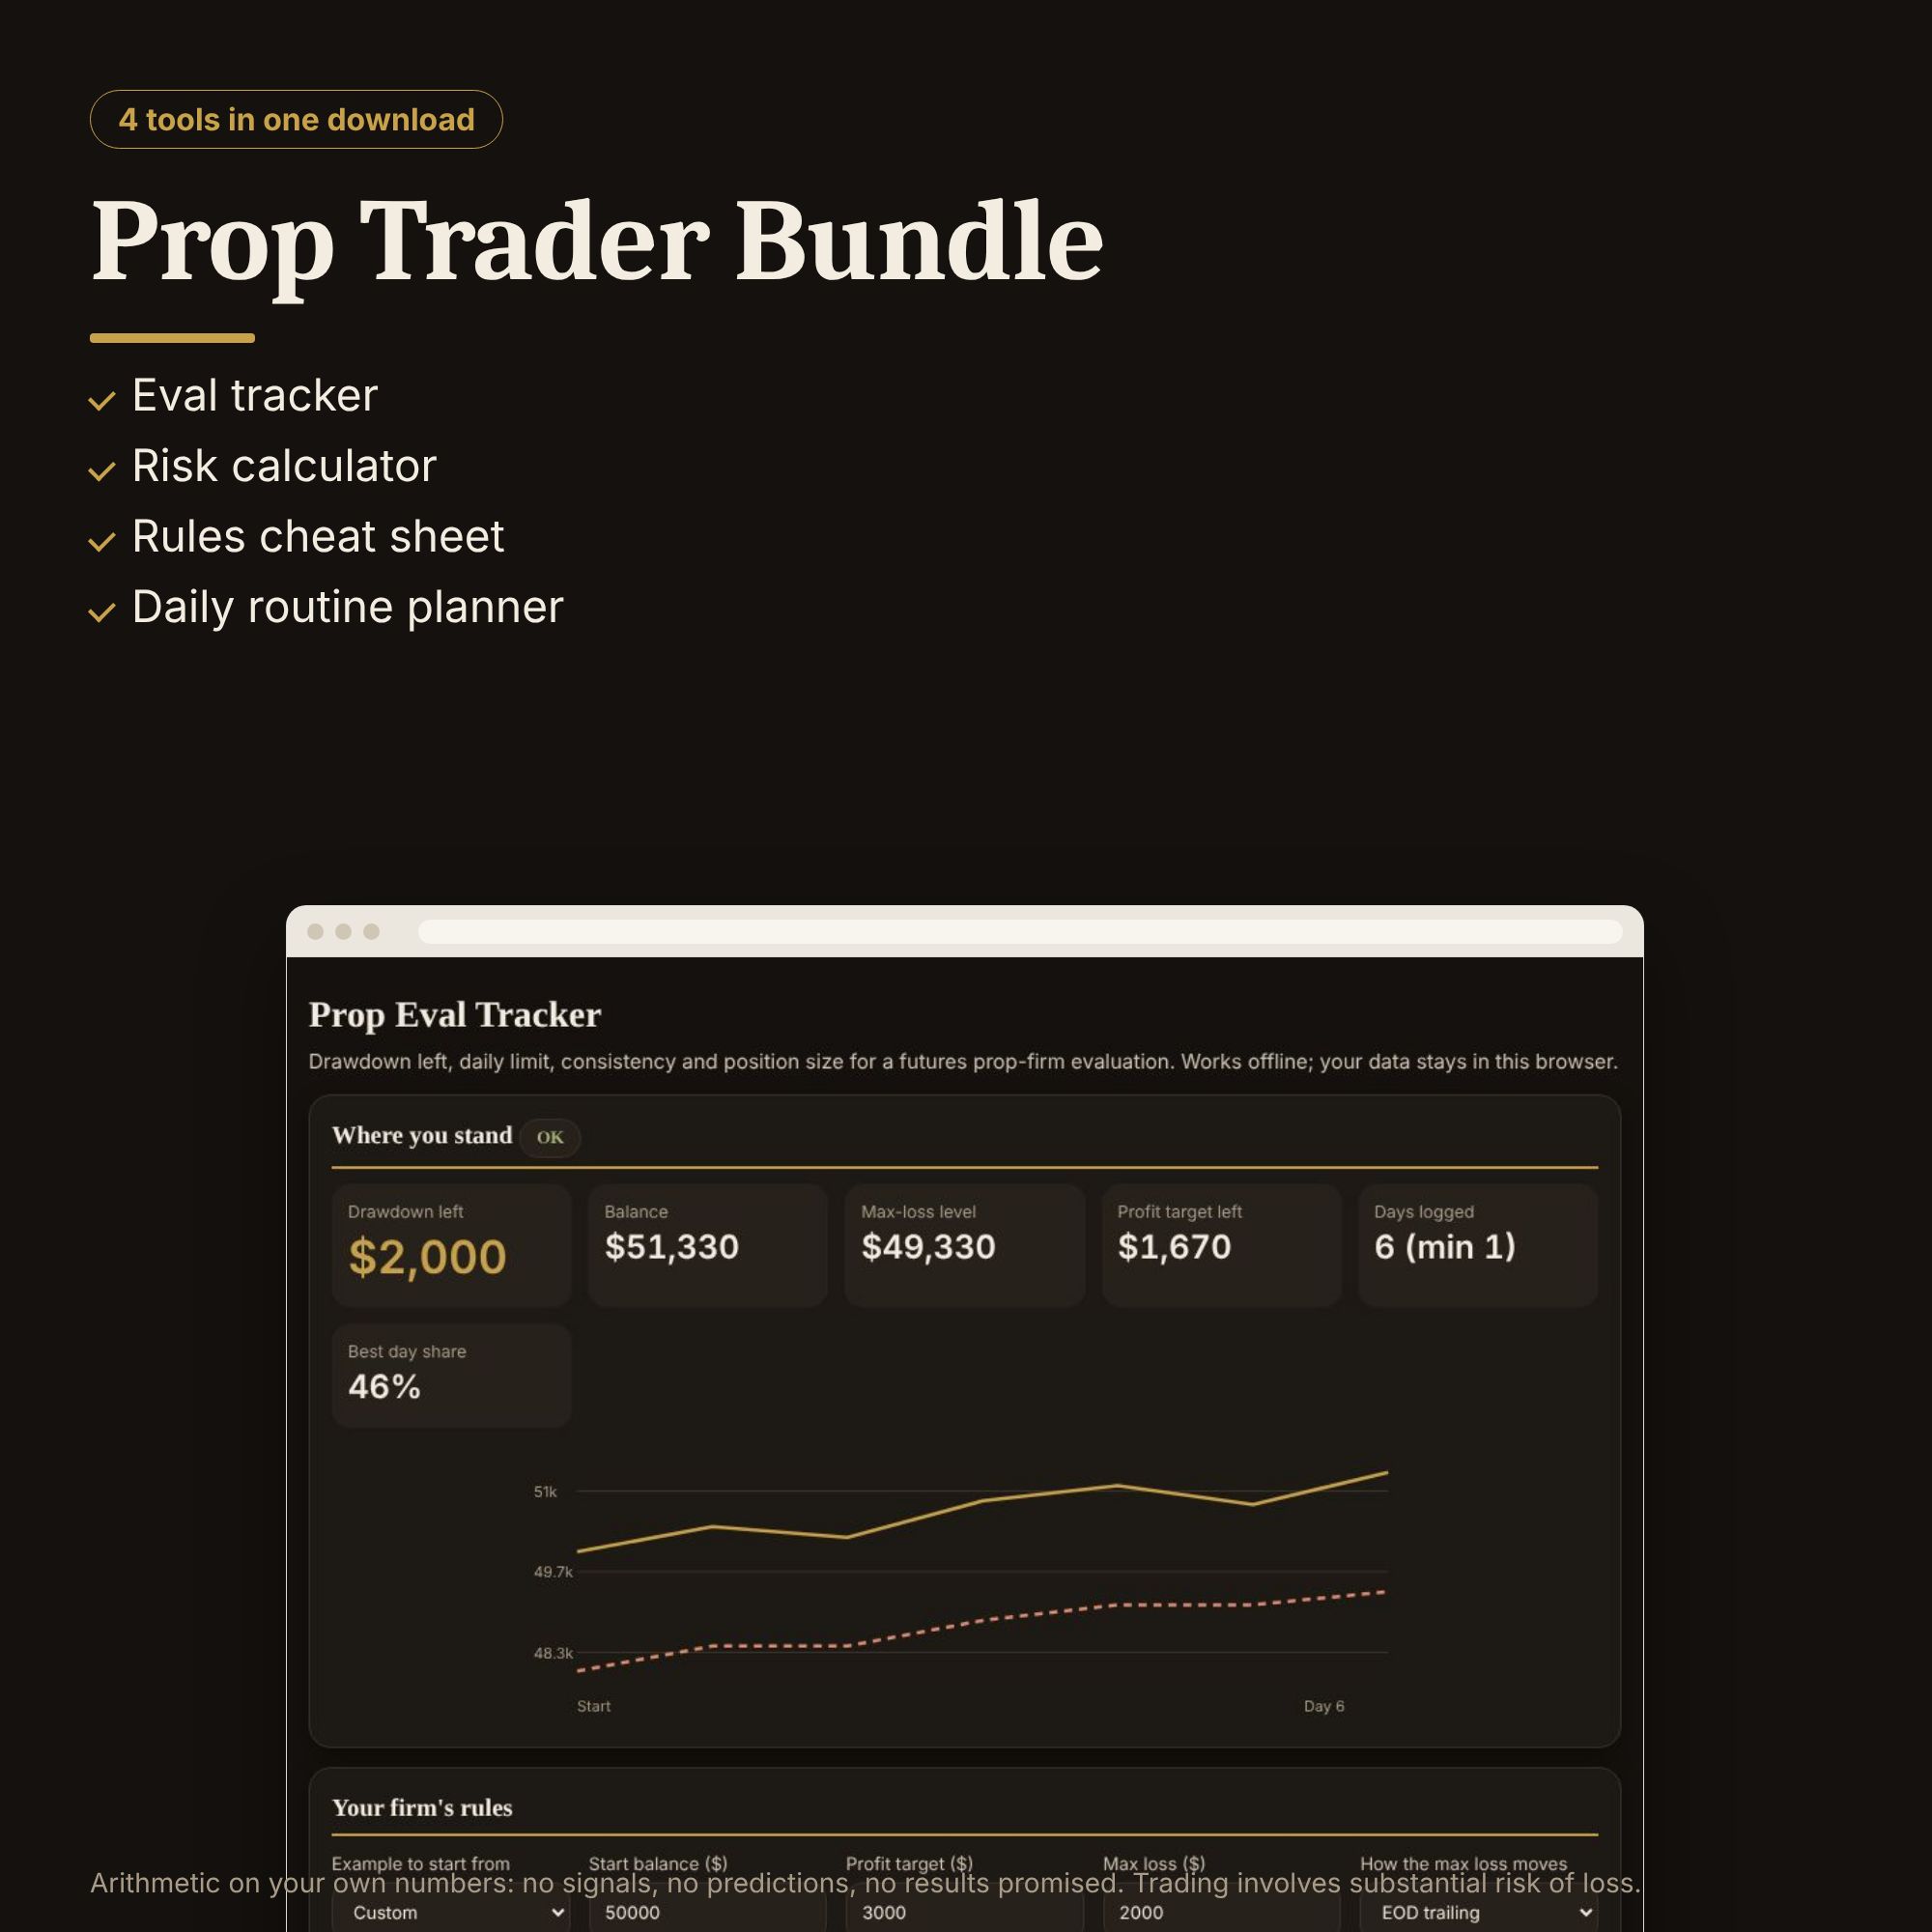 4 tools in one download
Prop Trader Bundle
Eval tracker
Risk calculator
Rules cheat sheet
Daily routine planner
Prop Eval Tracker
Drawdown left, daily limit, consistency and position size for a futures prop-firm evaluation. Works offline; your data stays in this browser.
Where you stand OK
Drawdown left Balance Max-loss level Profit target left Days logged
$2,000 $51,330 $49,330 $1,670 6 (min 1)
Best day share
46%
51k
49.7k
48.3k
Start Day 6
Your firm's rules
Example to start from Start balance ($) Profit target ($) Max loss ($) How the max loss moves
Arithmetic on your own numbers: no signals, no predictions, no results promised. Trading involves substantial risk of loss.
Custom 50000 3000 2000 EOD trailing